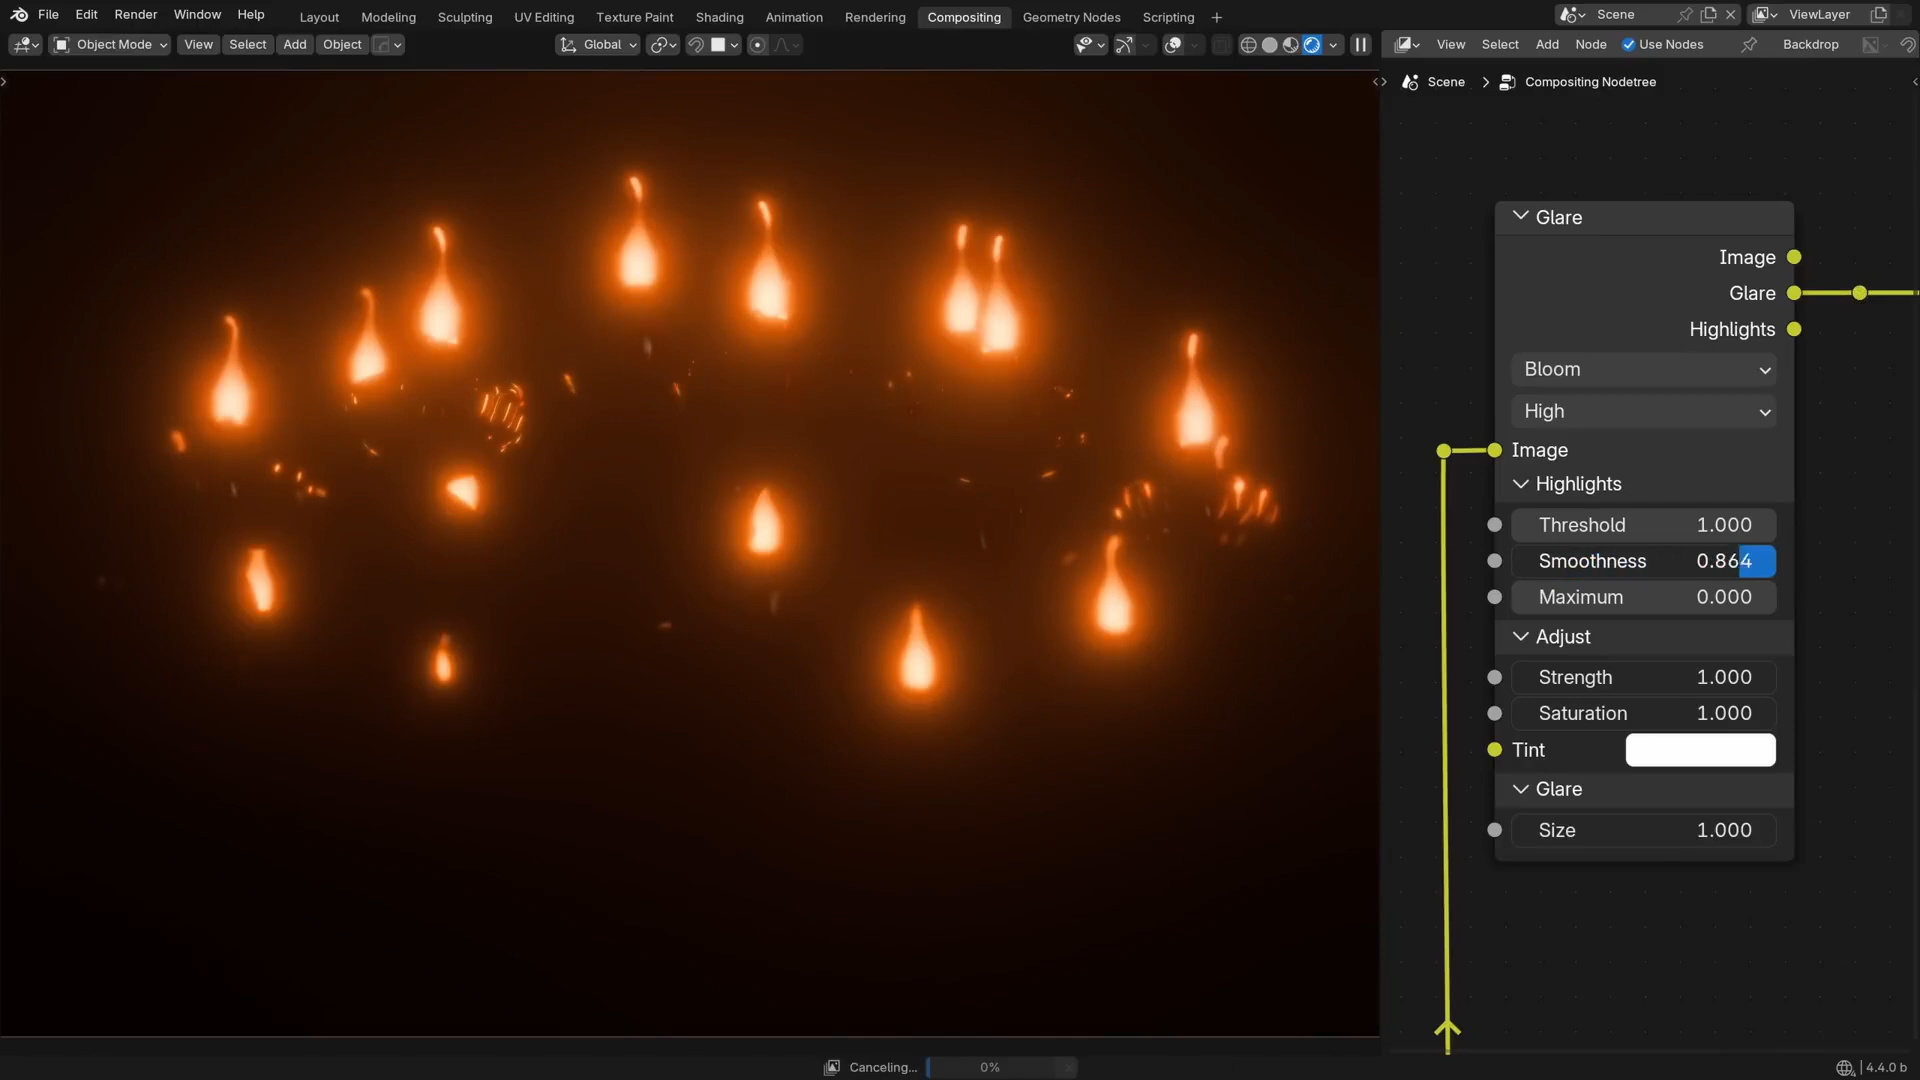 File Edit Render Window Help Layout Modeling Sculpting UV Editing Texture Paint Shading Animation Rendering Compositing Geometry Nodes Scripting + Scene ViewLayer
Object Mode View Select Add Object Global View Select Add Node Use Nodes Backdrop
Scene > Compositing Nodetree
Glare
Image
Glare
Highlights
Bloom
High
Image
Highlights
Threshold 1.000
Smoothness 0.864
Maximum 0.000
Adjust
Strength 1.000
Saturation 1.000
Tint
Glare
Size 1.000
Canceling... 0% 4.4.0 b